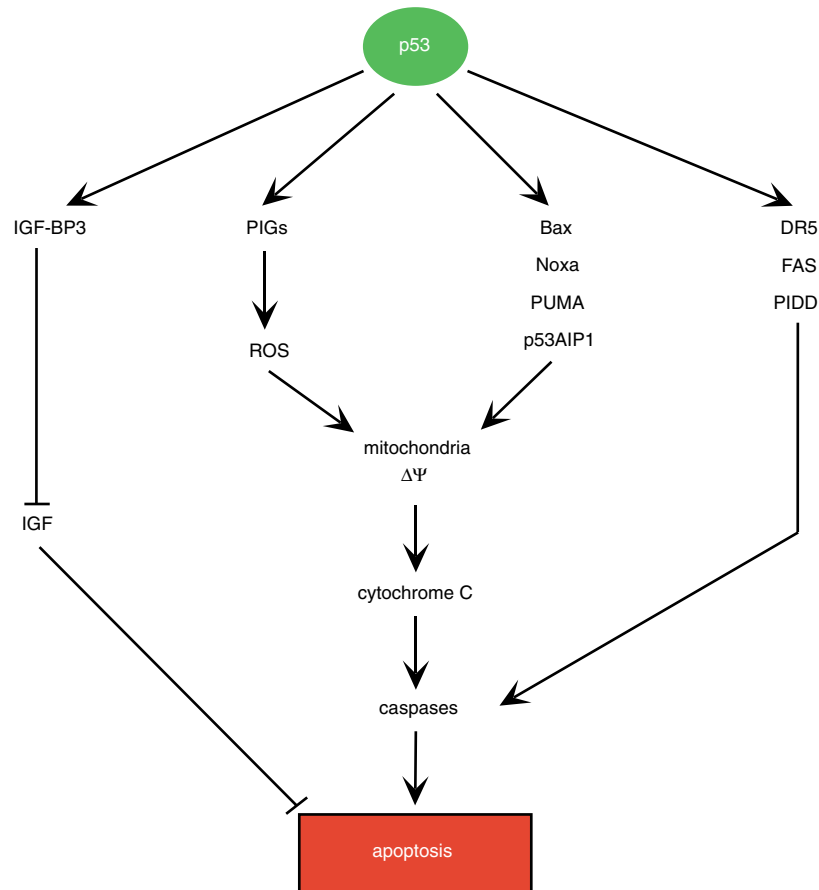 p53
IGF-BP3
PIGs
Bax
DR5
Noxa
FAS
PUMA
PIDD
p53AIP1
ROS
mitochondria
ΔΨ
IGF
cytochrome C
caspases
apoptosis